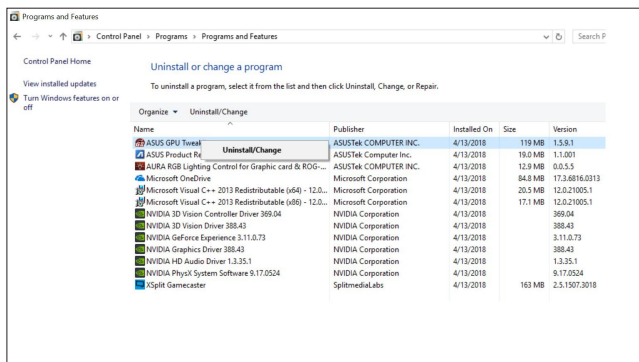 Programs and Features
Control Panel > Programs > Programs and Features
Search P
Control Panel Home
View installed updates
Turn Windows features on or
off
Uninstall or change a program
To uninstall a program, select it from the list and then click Uninstall, Change, or Repair.
Organize Uninstall/Change
Name Publisher Installed On Size Version
ASUS GPU Tweak ASUSTek COMPUTER INC. 4/13/2018 119 MB 1.5.9.1
Uninstall/Change
ASUS Product Re ASUSTek Computer Inc. 4/13/2018 19.0 MB 1.1.001
AURA RGB Lighting Control for Graphic card & ROG-... ASUSTek COMPUTER INC. 4/13/2018 12.9 MB 0.0.5.5
Microsoft OneDrive Microsoft Corporation 4/13/2018 84.8 MB 17.3.6816.0313
Microsoft Visual C++ 2013 Redistributable (x64) - 12.0... Microsoft Corporation 4/13/2018 20.5 MB 12.0.21005.1
Microsoft Visual C++ 2013 Redistributable (x86) - 12.0... Microsoft Corporation 4/13/2018 17.1 MB 12.0.21005.1
NVIDIA 3D Vision Controller Driver 369.04 NVIDIA Corporation 4/13/2018 369.04
NVIDIA 3D Vision Driver 388.43 NVIDIA Corporation 4/13/2018 388.43
NVIDIA GeForce Experience 3.11.0.73 NVIDIA Corporation 4/13/2018 3.11.0.73
NVIDIA Graphics Driver 388.43 NVIDIA Corporation 4/13/2018 388.43
NVIDIA HD Audio Driver 1.3.35.1 NVIDIA Corporation 4/13/2018 1.3.35.1
NVIDIA PhysX System Software 9.17.0524 NVIDIA Corporation 4/13/2018 9.17.0524
XSplit Gamecaster SplitmediaLabs 4/13/2018 163 MB 2.5.1507.3018